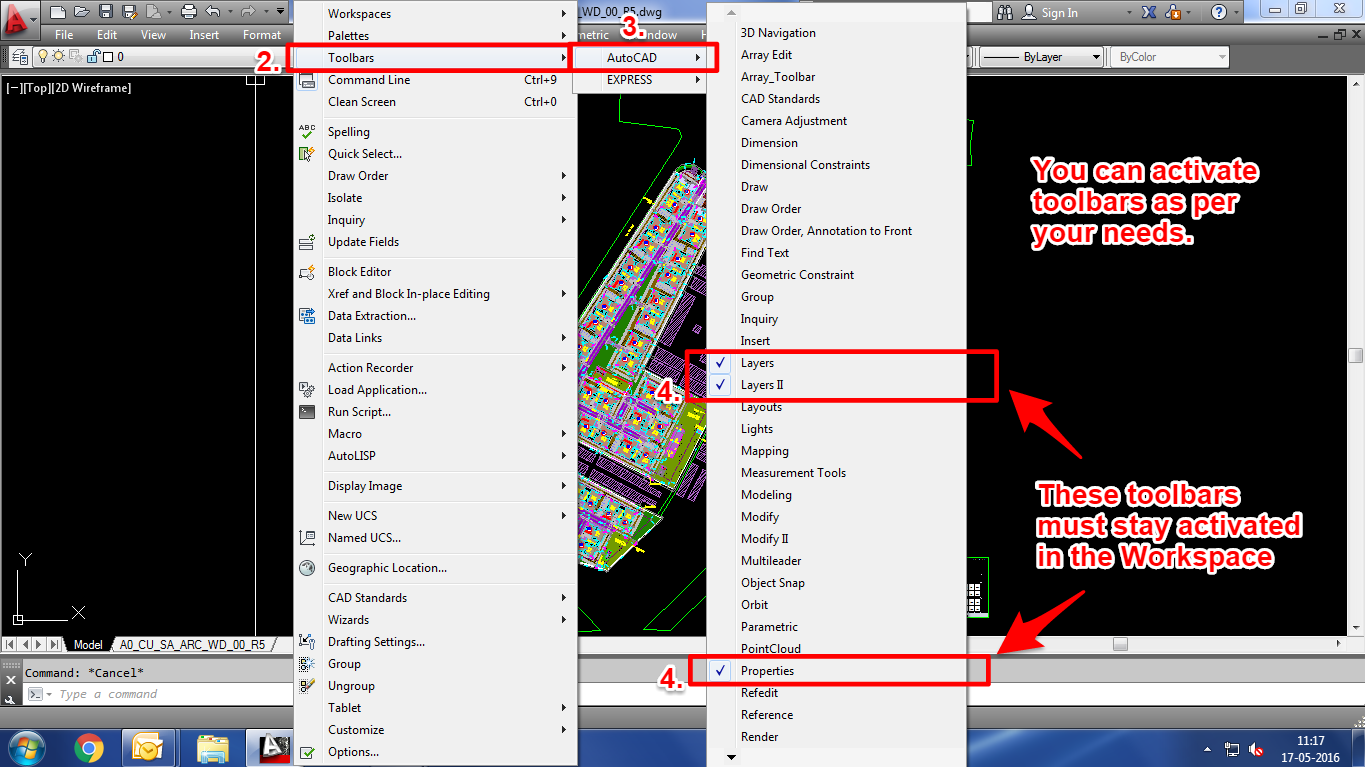 WD_00_R5.dwg
Sign In
File Edit View Insert Format
metric
ndow
0
ByLayer
ByColor
[−][Top][2D Wireframe]
2.
3.
Workspaces
Palettes
Toolbars
Command Line Ctrl+9
Clean Screen Ctrl+0
ABC
Spelling
Quick Select...
Draw Order
Isolate
Inquiry
Update Fields
Block Editor
Xref and Block In-place Editing
Data Extraction...
Data Links
Action Recorder
Load Application...
Run Script...
Macro
AutoLISP
Display Image
New UCS
Named UCS...
Geographic Location...
CAD Standards
Wizards
Drafting Settings...
Group
Ungroup
Tablet
Customize
Options...
AutoCAD
EXPRESS
3D Navigation
Array Edit
Array_Toolbar
CAD Standards
Camera Adjustment
Dimension
Dimensional Constraints
Draw
Draw Order
Draw Order, Annotation to Front
Find Text
Geometric Constraint
Group
Inquiry
Insert
4.
Layers
Layers II
Layouts
Lights
Mapping
Measurement Tools
Modeling
Modify
Modify II
Multileader
Object Snap
Orbit
Parametric
PointCloud
4.
Properties
Refedit
Reference
Render
You can activate
toolbars as per
your needs.
These toolbars
must stay activated
in the Workspace
Y
X
Model A0_CU_SA_ARC_WD_00_R5
Command: *Cancel*
Type a command
11:17
17-05-2016